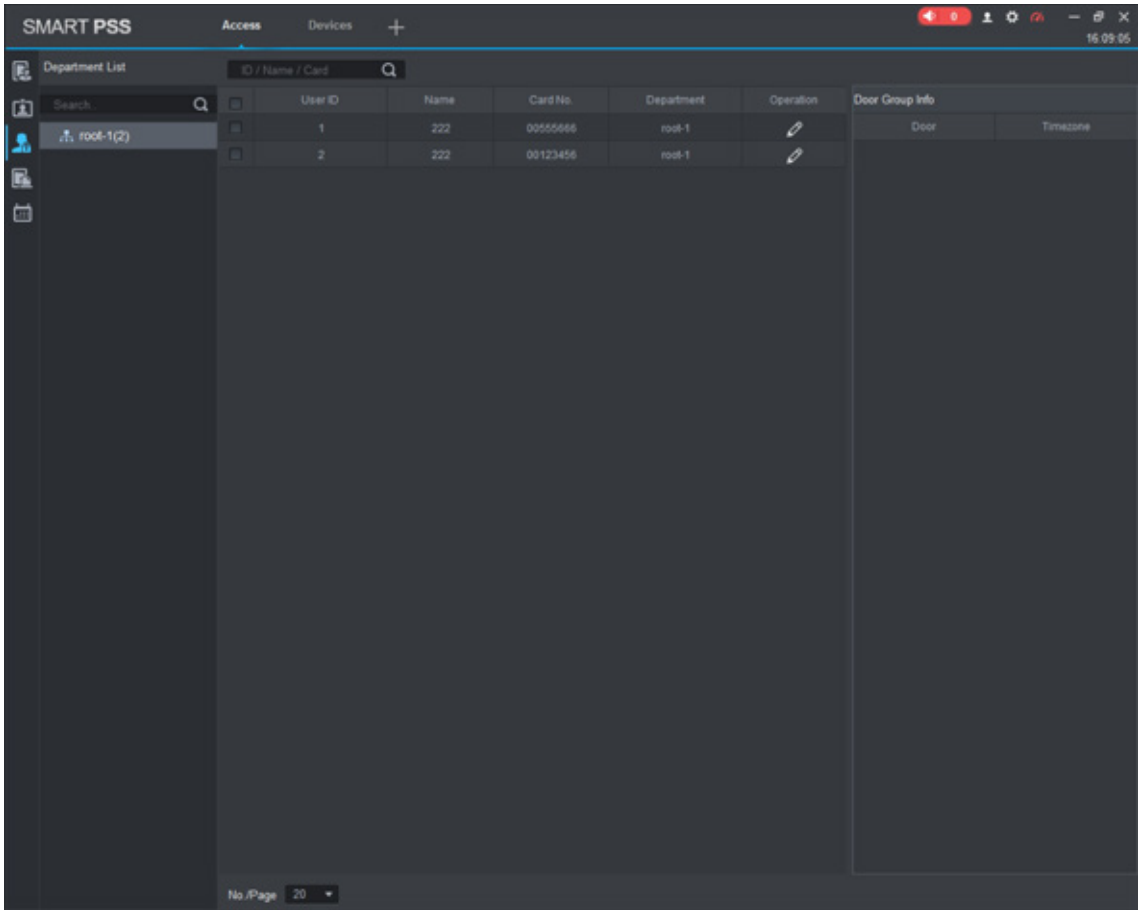 SMART PSS Access Devices 0
16:09:05
Department List ID / Name / Card
Search.. User ID Name Card No. Department Operation Door Group Info
root-1(2) 1 222 00555666 root-1 Door Timezone
2 222 00123456 root-1
No./Page 20